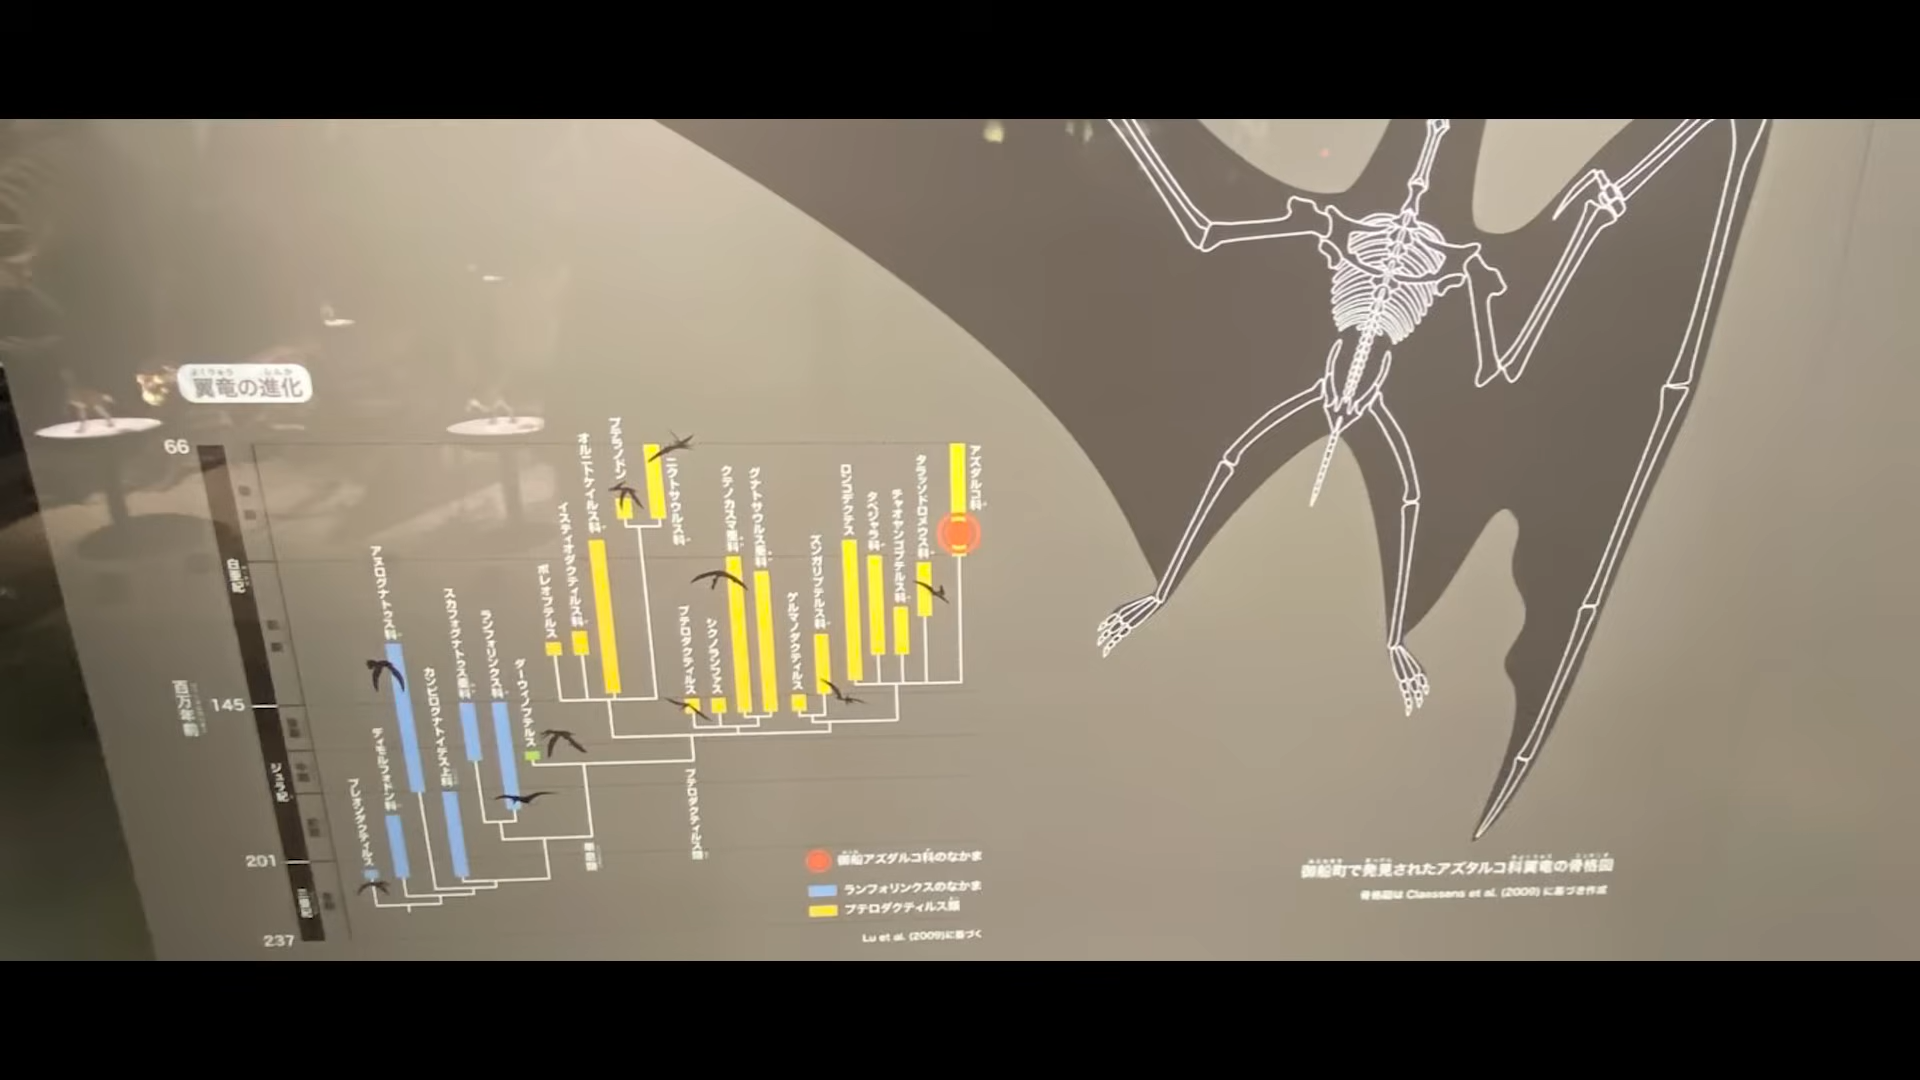 翼竜の進化
よくりゅう しんか
66
145
201
237
百万年前
白亜紀
ジュラ紀
三畳紀
プレオンダクティルス
ディモルフォドン科
アヌログナトゥス科
カンピログナトイデス上科
スカフォグナトゥス亜科
ランフォリンクス科
ダーウィノプテルス
ボレオプテルス
イスティオダクティルス科
オルニトケイルス科
プテラノドン
ニクトサウルス科
プテロダクティルス
シクノランファス
クテノカスマ亜科
グナトサウルス亜科
ゲルマノダクティルス
ズンガリプテルス科
ロンコデクテス
タペジャラ科
チャオヤンゴプテルス科
タラソドロメウス科
アズダルコ科
プテロダクティルス類
御船アズダルコ科のなかま
ランフォリンクスのなかま
プテロダクティルス類
Lu et al. (2009)に基づく
御船町で発見されたアズダルコ科翼竜の骨格図
骨格図は Claessens et al. (2009) に基づき作成